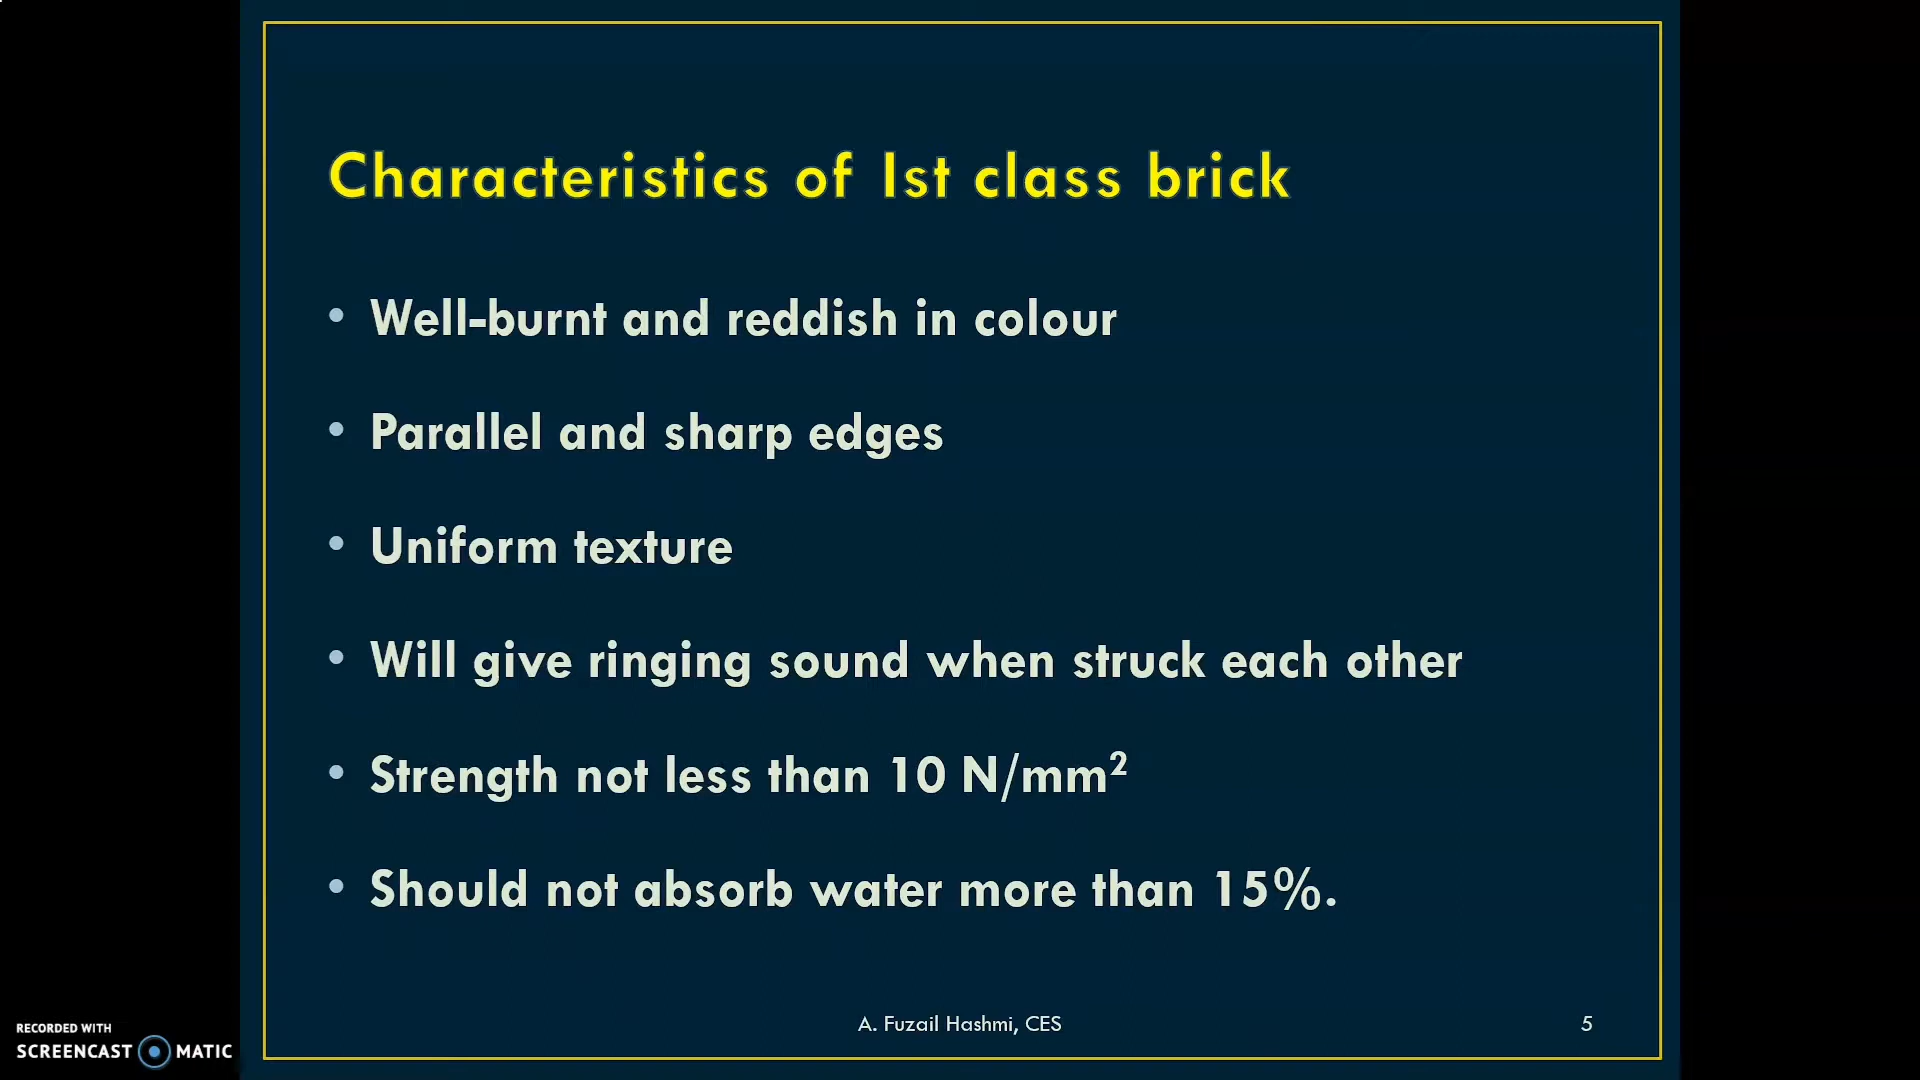 Characteristics of Ist class brick
• Well-burnt and reddish in colour
• Parallel and sharp edges
• Uniform texture
• Will give ringing sound when struck each other
• Strength not less than 10 N/mm²
• Should not absorb water more than 15%.
A. Fuzail Hashmi, CES
5
RECORDED WITH
SCREENCAST MATIC